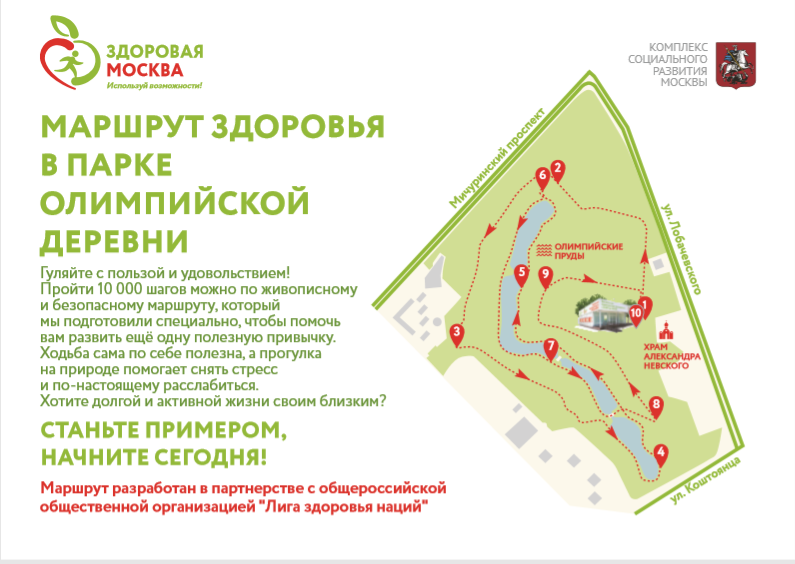 ЗДОРОВАЯ
МОСКВА
Используй возможности!
КОМПЛЕКС
СОЦИАЛЬНОГО
РАЗВИТИЯ
МОСКВЫ
МАРШРУТ ЗДОРОВЬЯ
В ПАРКЕ
ОЛИМПИЙСКОЙ
ДЕРЕВНИ
Гуляйте с пользой и удовольствием!
Пройти 10 000 шагов можно по живописному
и безопасному маршруту, который
мы подготовили специально, чтобы помочь
вам развить ещё одну полезную привычку.
Ходьба сама по себе полезна, а прогулка
на природе помогает снять стресс
и по-настоящему расслабиться.
Хотите долгой и активной жизни своим близким?
СТАНЬТЕ ПРИМЕРОМ,
НАЧНИТЕ СЕГОДНЯ!
Маршрут разработан в партнерстве с общероссийской
общественной организацией "Лига здоровья наций"
Мичуринский проспект
ул. Лобачевского
6
2
ОЛИМПИЙСКИЕ
ПРУДЫ
5
9
1
10
3
7
ХРАМ
АЛЕКСАНДРА
НЕВСКОГО
8
4
ул. Коштоянца